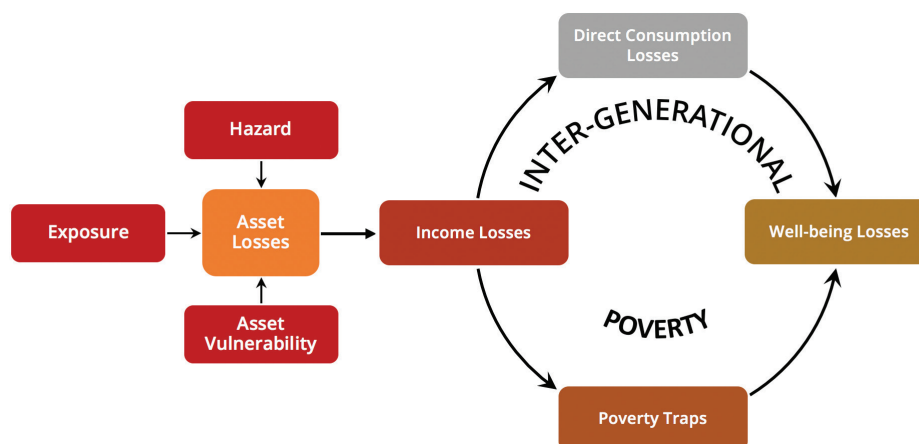 Direct Consumption
Losses
Hazard
INTER-GENERATIONAL
Exposure
Asset
Losses
Income Losses
Well-being Losses
Asset
Vulnerability
POVERTY
Poverty Traps